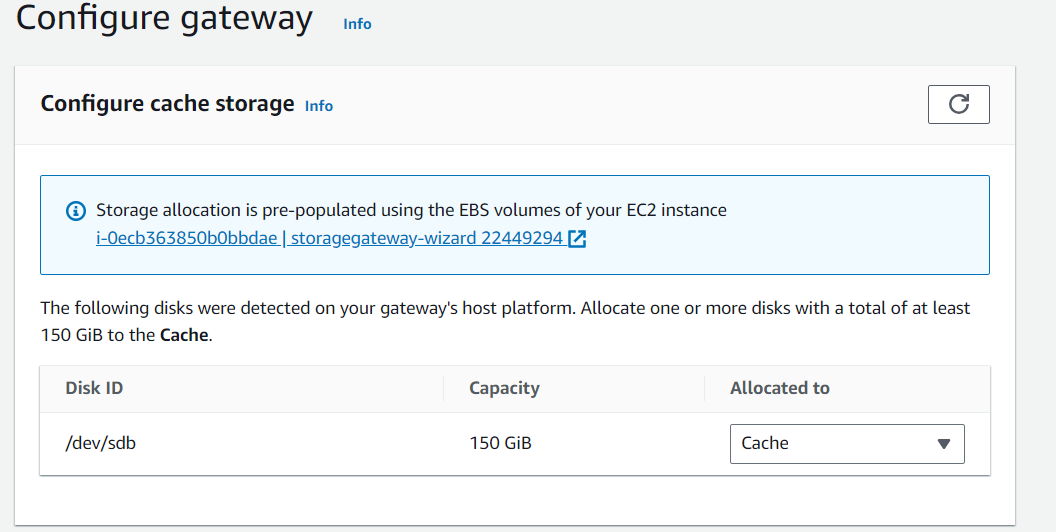 Configure gateway Info
Configure cache storage Info
Storage allocation is pre-populated using the EBS volumes of your EC2 instance
i-0ecb363850b0bbdae | storagegateway-wizard 22449294
The following disks were detected on your gateway's host platform. Allocate one or more disks with a total of at least
150 GiB to the Cache.
Disk ID Capacity Allocated to
/dev/sdb 150 GiB Cache